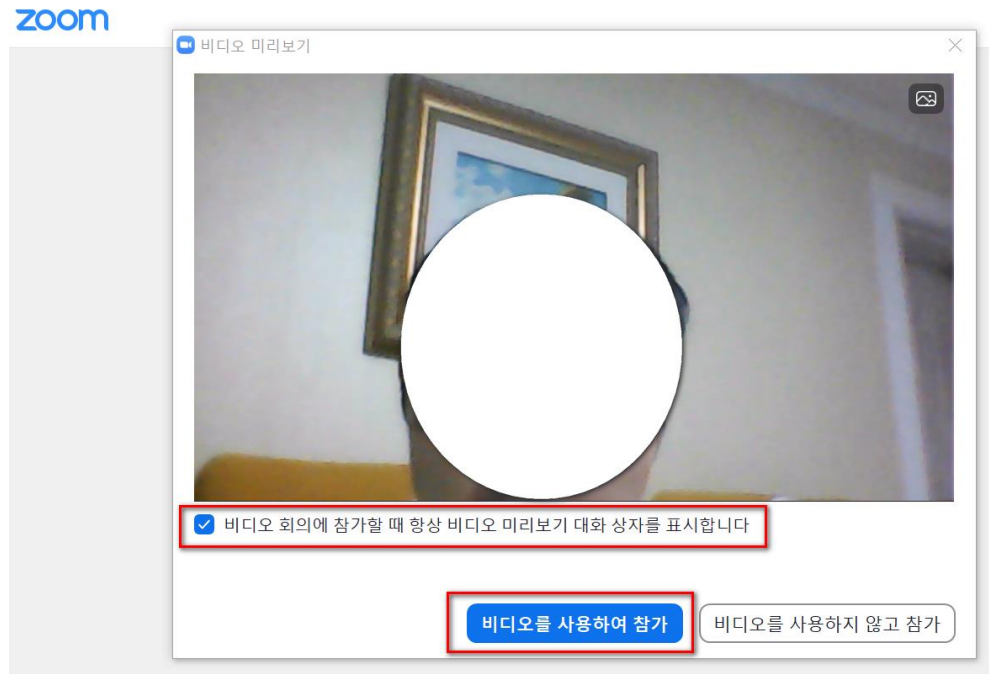 zoom
비디오 미리보기
비디오 회의에 참가할 때 항상 비디오 미리보기 대화 상자를 표시합니다
비디오를 사용하여 참가
비디오를 사용하지 않고 참가